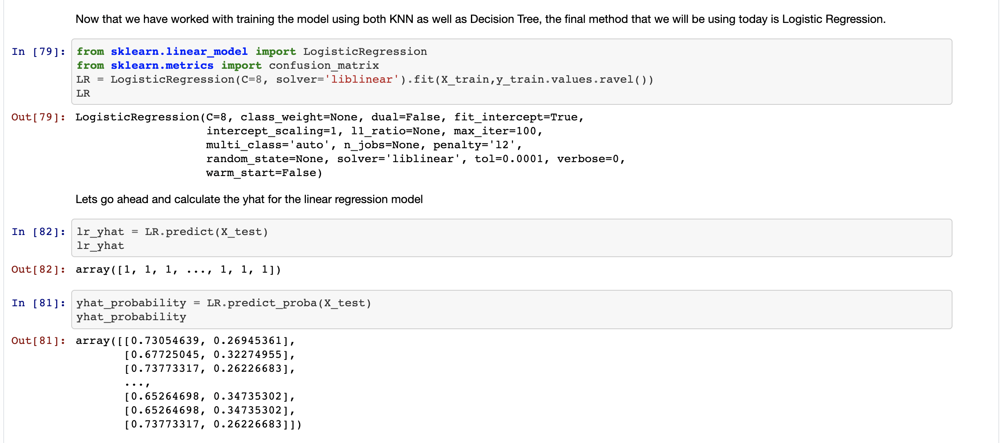 Now that we have worked with training the model using both KNN as well as Decision Tree, the final method that we will be using today is Logistic Regression.
In [79]: from sklearn.linear_model import LogisticRegression
from sklearn.metrics import confusion_matrix
LR = LogisticRegression(C=8, solver='liblinear').fit(X_train,y_train.values.ravel())
LR
Out[79]: LogisticRegression(C=8, class_weight=None, dual=False, fit_intercept=True,
intercept_scaling=1, l1_ratio=None, max_iter=100,
multi_class='auto', n_jobs=None, penalty='l2',
random_state=None, solver='liblinear', tol=0.0001, verbose=0,
warm_start=False)
Lets go ahead and calculate the yhat for the linear regression model
In [82]: lr_yhat = LR.predict(X_test)
lr_yhat
Out[82]: array([1, 1, 1, ..., 1, 1, 1])
In [81]: yhat_probability = LR.predict_proba(X_test)
yhat_probability
Out[81]: array([[0.73054639, 0.26945361],
[0.67725045, 0.32274955],
[0.73773317, 0.26226683],
...,
[0.65264698, 0.34735302],
[0.65264698, 0.34735302],
[0.73773317, 0.26226683]])